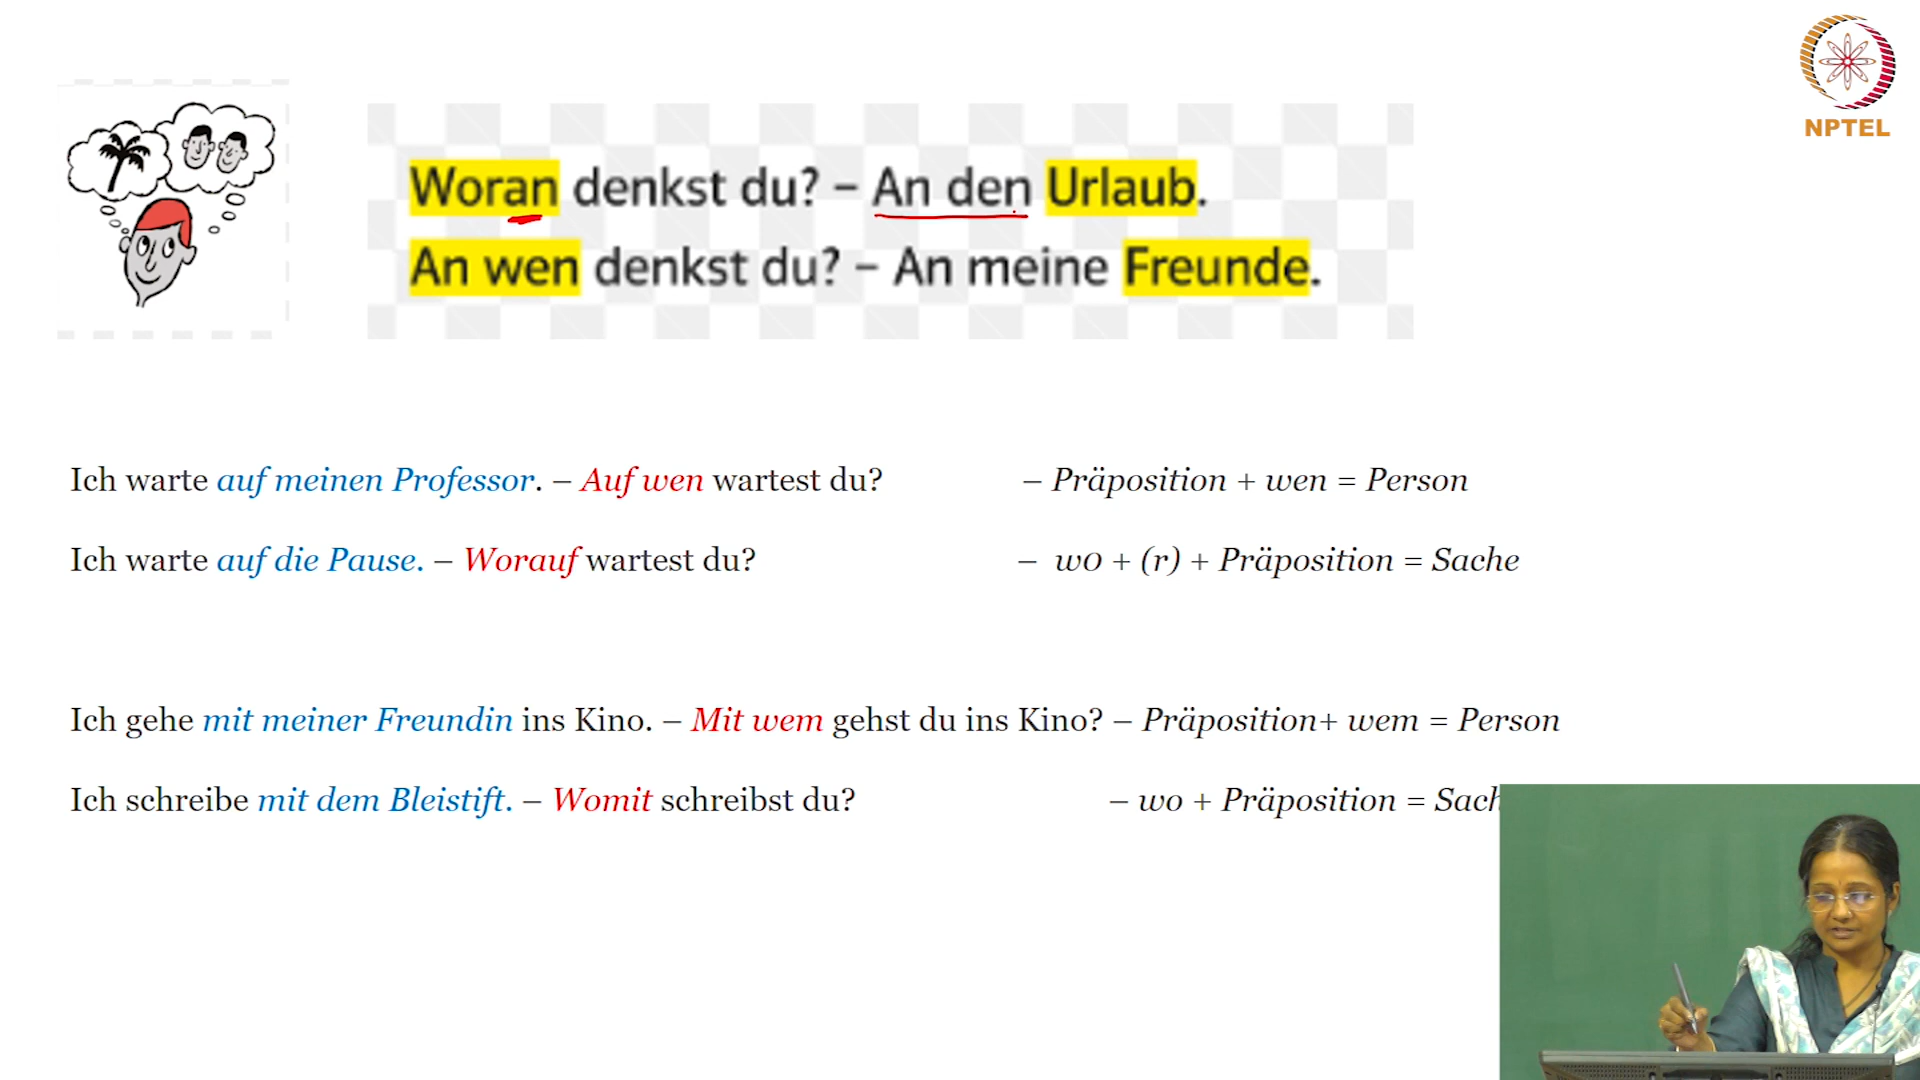 NPTEL
Woran denkst du? – An den Urlaub.
An wen denkst du? – An meine Freunde.
Ich warte auf meinen Professor. – Auf wen wartest du? – Präposition + wen = Person
Ich warte auf die Pause. – Worauf wartest du? – wo + (r) + Präposition = Sache
Ich gehe mit meiner Freundin ins Kino. – Mit wem gehst du ins Kino? – Präposition+ wem = Person
Ich schreibe mit dem Bleistift. – Womit schreibst du? – wo + Präposition =